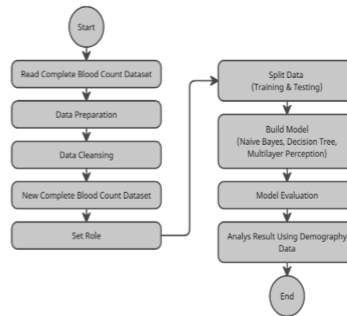 Start
Read Complete Blood Count Dataset
Data Preparation
Data Cleansing
New Complete Blood Count Dataset
Set Role
Split Data
(Training & Testing)
Build Model
(Naive Bayes, Decision Tree,
Multilayer Perception)
Model Evaluation
Analys Result Using Demography
Data
End